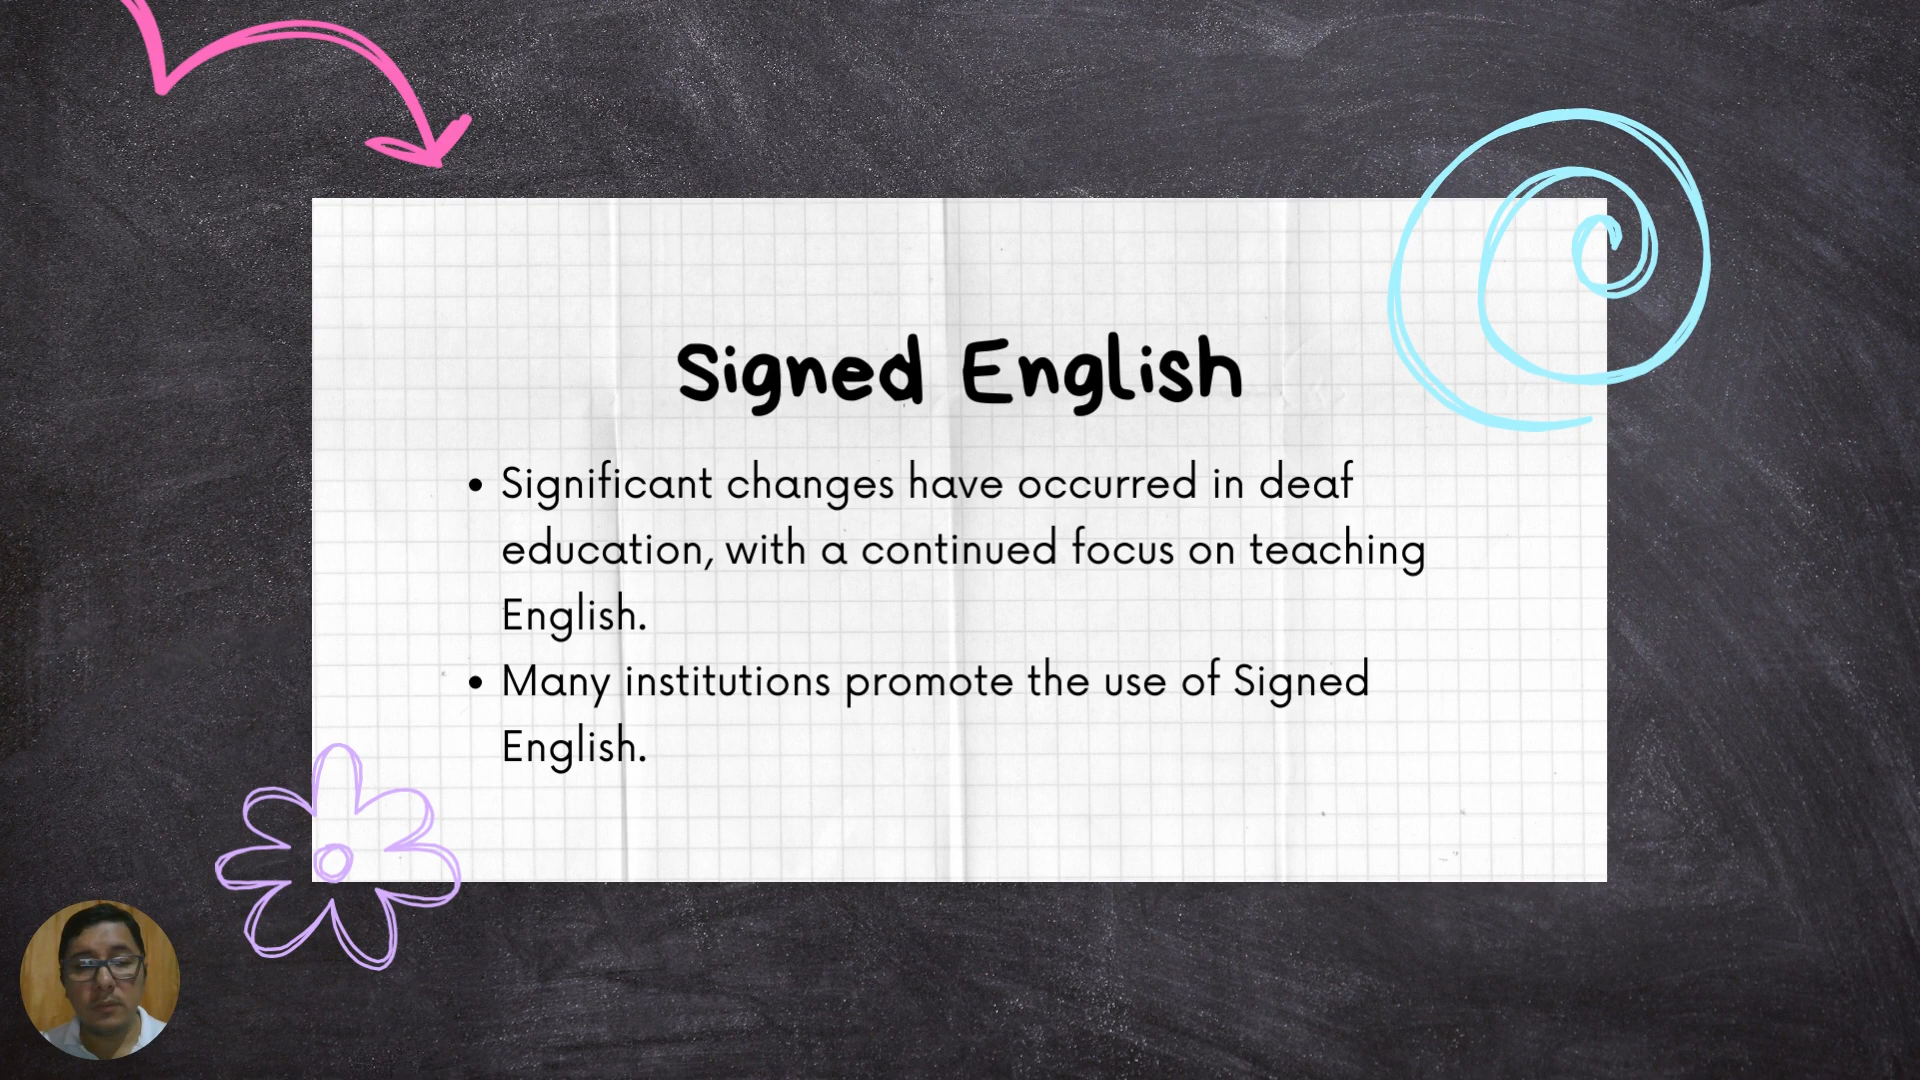 Signed English
• Significant changes have occurred in deaf
education, with a continued focus on teaching
English.
• Many institutions promote the use of Signed
English.